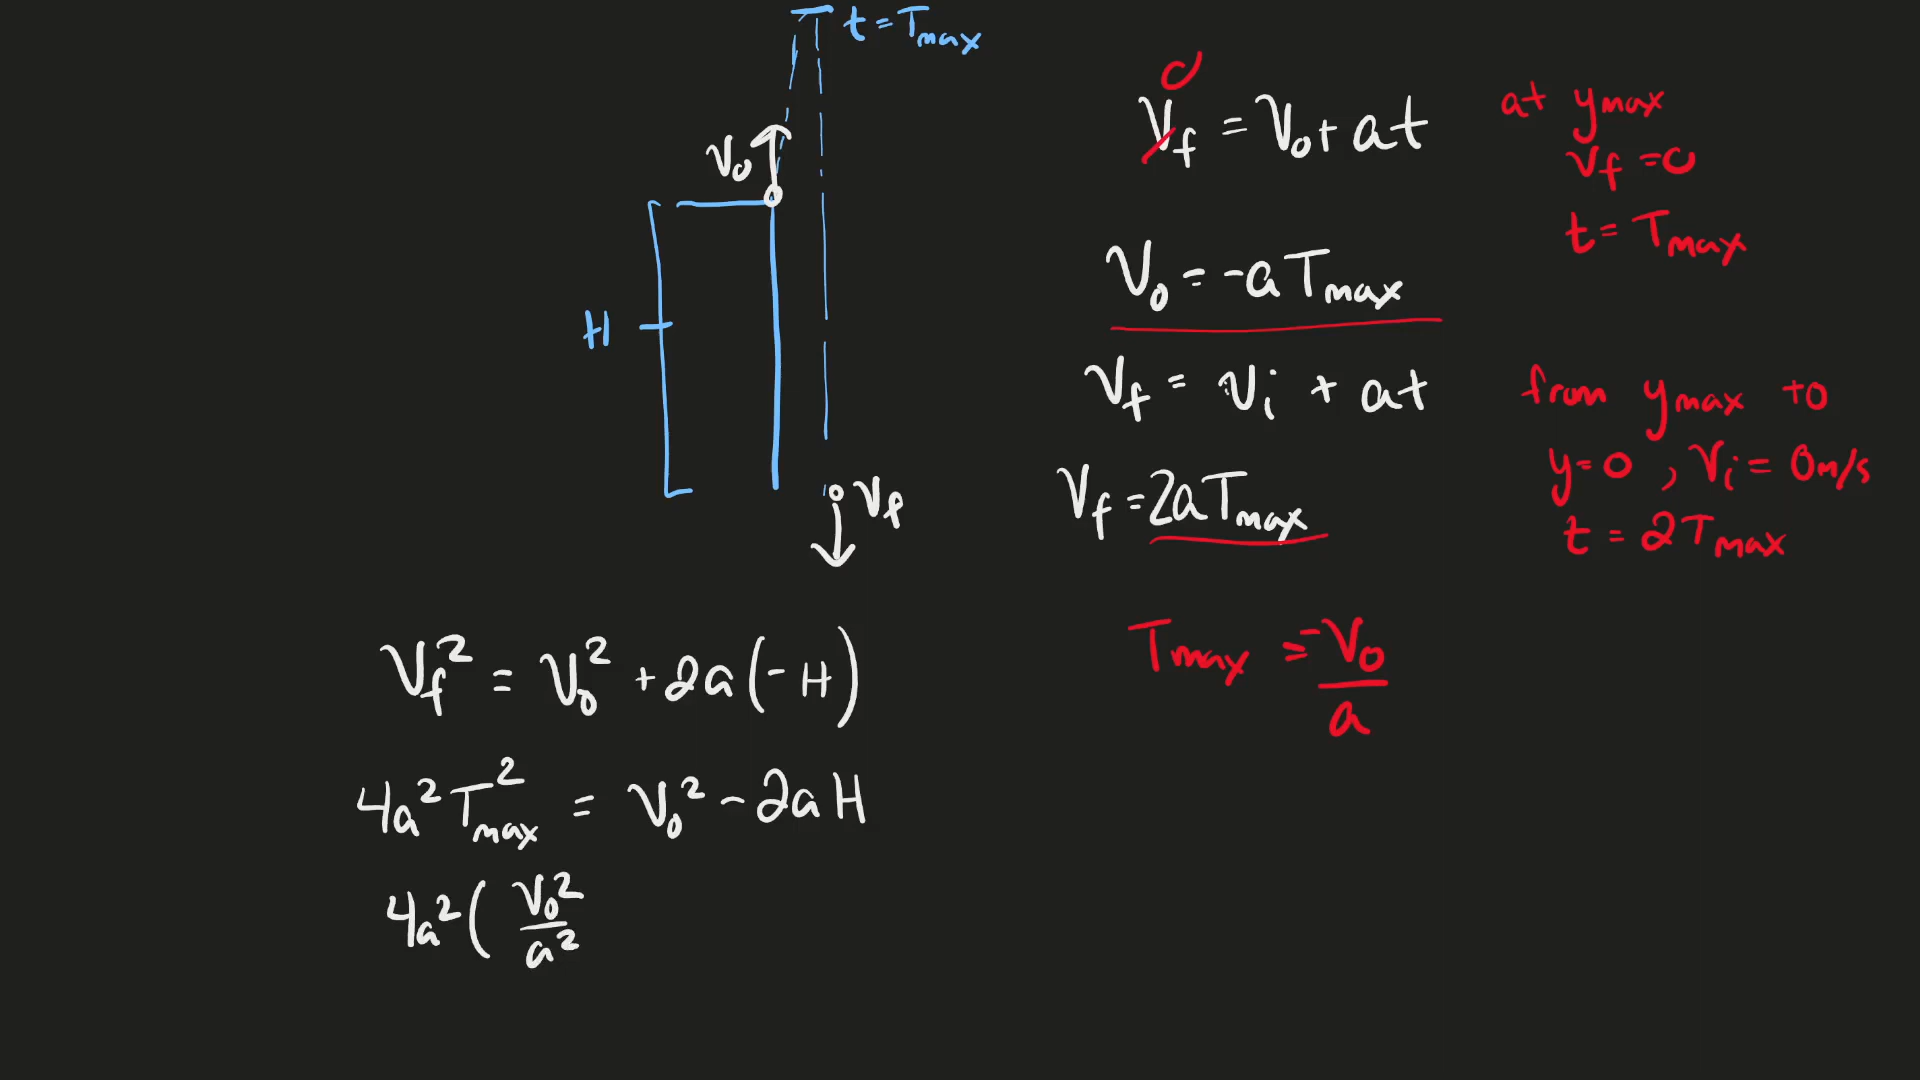 t = Tmax
V₀
H
Vf
0
Vf = V₀ + at
at ymax
Vf = 0
t = Tmax
V₀ = -aTmax
Vf = Vi + at
from ymax to
y = 0, Vi = 0m/s
t = 2Tmax
Vf = 2aTmax
Tmax = -V₀/a
Vf² = V₀² + 2a(-H)
4a²Tmax² = V₀² - 2aH
4a²(V₀²/a²